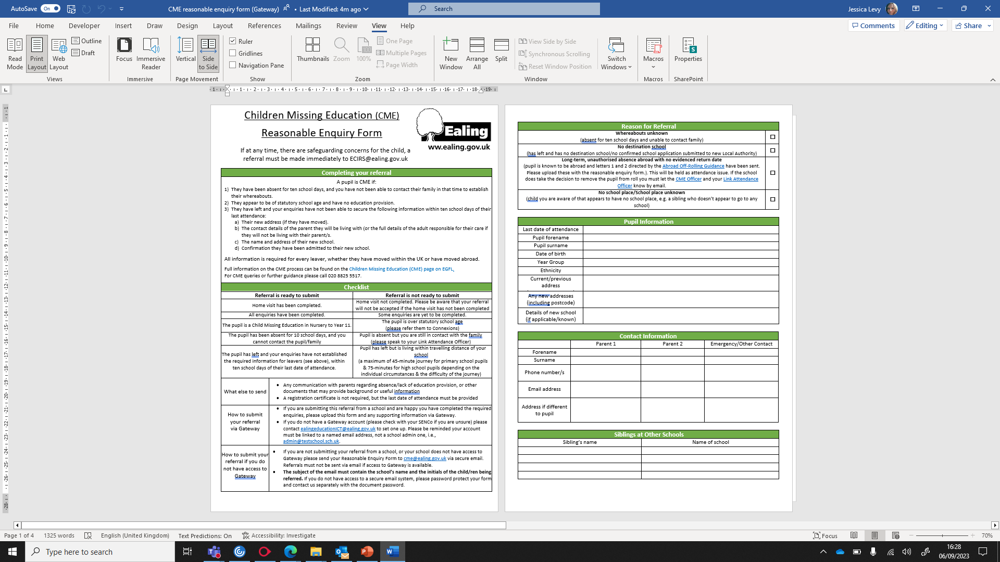 AutoSave On CME reasonable enquiry form (Gateway) • Last Modified: 4m ago Search Jessica Levy
File Home Developer Insert Draw Design Layout References Mailings Review View Help Comments Editing Share
Read Mode
Print Layout
Web Layout
Outline
Draft
Views
Focus
Immersive Reader
Immersive
Vertical
Side to Side
Page Movement
Ruler
Gridlines
Navigation Pane
Show
Thumbnails
Zoom
100%
One Page
Multiple Pages
Page Width
Zoom
New Window
Arrange All
Split
View Side by Side
Synchronous Scrolling
Reset Window Position
Window
Switch Windows
Macros
Macros
Properties
SharePoint
Children Missing Education (CME)
Reasonable Enquiry Form
Ealing
www.ealing.gov.uk
If at any time, there are safeguarding concerns for the child, a
referral must be made immediately to ECIRS@ealing.gov.uk
Completing your referral
A pupil is CME if:
1) They have been absent for ten school days, and you have not been able to contact their family in that time to establish
their whereabouts.
2) They appear to be of statutory school age and have no education provision.
3) They have left and your enquiries have not been able to secure the following information within ten school days of their
last attendance:
a) Their new address (if they have moved).
b) The contact details of the parent they will be living with (or the full details of the adult responsible for their care if
they will not be living with their parent/s.
c) The name and address of their new school.
d) Confirmation they have been admitted to their new school.
All information is required for every leaver, whether they have moved within the UK or have moved abroad.
Full information on the CME process can be found on the Children Missing Education (CME) page on EGFL.
For CME queries or further guidance please call 020 8825 5517.
Checklist
Referral is ready to submit
Referral is not ready to submit
Home visit has been completed.
Home visit not completed. Please be aware that your referral
will not be accepted if the home visit has not been completed
All enquiries have been completed.
Some enquiries are yet to be completed.
The pupil is a Child Missing Education in Nursery to Year 11.
The pupil is over statutory school age
(please refer them to Connexions)
The pupil has been absent for 10 school days, and you
cannot contact the pupil/family
Pupil is absent but you are still in contact with the family
(please speak to your Link Attendance Officer)
The pupil has left and your enquiries have not established
the required information for leavers (see above), within
ten school days of their last date of attendance.
Pupil has left but is living within travelling distance of your
school
(a maximum of 45-minute journey for primary school pupils
& 75-minutes for high school pupils depending on the
individual circumstances & the difficulty of the journey)
What else to send
• Any communication with parents regarding absence/lack of education provision, or other
documents that may provide background or useful information
• A registration certificate is not required, but the last date of attendance must be provided
How to submit
your referral
via Gateway
• If you are submitting this referral from a school and are happy you have completed the required
enquiries, please upload this form and any supporting information via Gateway.
• If you do not have a Gateway account (please check with your SENCo if you are unsure) please
contact ealingeducationICT@ealing.gov.uk to set one up. Please be reminded your account
must be linked to a named email address, not a school admin one, i.e.,
admin@testschool.sch.uk.
How to submit your
referral if you do
not have access to
Gateway
• If you are not submitting your referral from a school, or your school does not have access to
Gateway please send your Reasonable Enquiry Form to cme@ealing.gov.uk via secure email.
Referrals must not be sent via email if access to Gateway is available.
• The subject of the email must contain the school's name and the initials of the child/ren being
referred. If you do not have access to a secure email system, please password protect your form
and contact us separately with the document password.
Reason for Referral
Whereabouts unknown
(absent for ten school days and unable to contact family)
No destination school
(has left and has no destination school/no confirmed school application submitted to new Local Authority)
Long-term, unauthorised absence abroad with no evidenced return date
(pupil is known to be abroad and letters 1 and 2 directed by the Abroad Off-Rolling Guidance have been sent.
Please upload these with the reasonable enquiry form.). This will be held as attendance issue. If the school
does take the decision to remove the pupil from roll you must let the CME Officer and your Link Attendance
Officer know by email.
No school place/School place unknown
(child you are aware of that appears to have no school place, e.g. a sibling who doesn't appear to go to any
school)
Pupil Information
Last date of attendance
Pupil forename
Pupil surname
Date of birth
Year Group
Ethnicity
Current/previous
address
Any new addresses
(including postcode)
Details of new school
(if applicable/known)
Contact Information
Parent 1 Parent 2 Emergency/Other Contact
Forename
Surname
Phone number/s
Email address
Address if different
to pupil
Siblings at Other Schools
Sibling's name Name of school
Page 1 of 4 1325 words English (United Kingdom) Text Predictions: On Accessibility: Investigate Focus 70%
Type here to search
16:28
06/09/2023